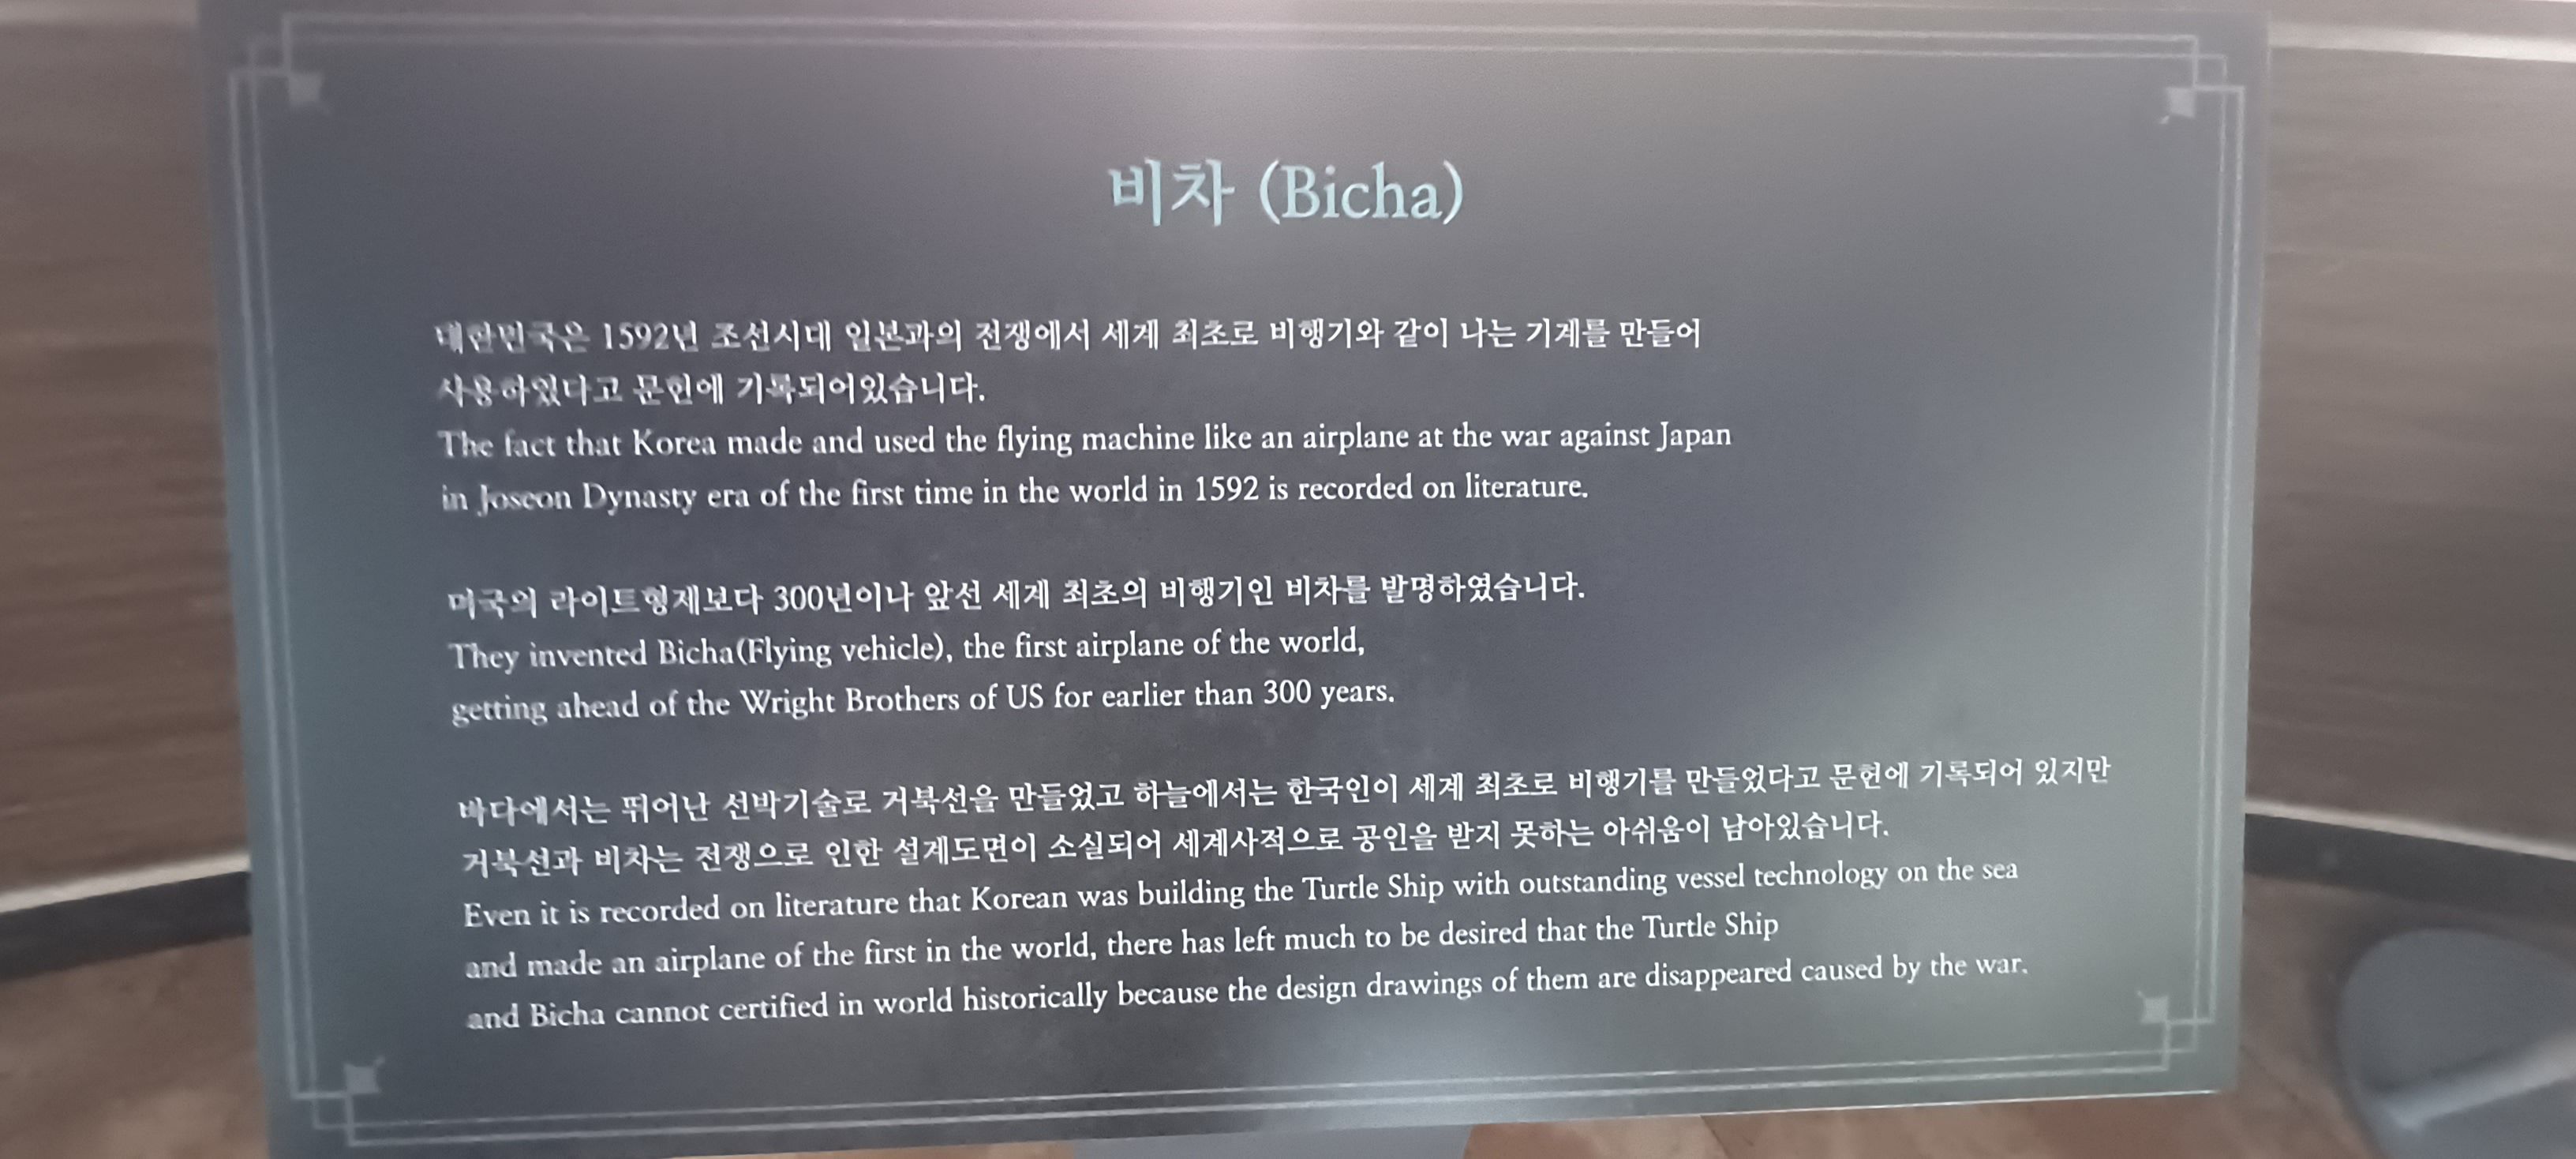 비차 (Bicha)
대한민국은 1592년 조선시대 일본과의 전쟁에서 세계 최초로 비행기와 같이 나는 기계를 만들어
사용하였다고 문헌에 기록되어있습니다.
The fact that Korea made and used the flying machine like an airplane at the war against Japan
in Joseon Dynasty era of the first time in the world in 1592 is recorded on literature.
미국의 라이트형제보다 300년이나 앞선 세계 최초의 비행기인 비차를 발명하였습니다.
They invented Bicha(Flying vehicle), the first airplane of the world,
getting ahead of the Wright Brothers of US for earlier than 300 years.
바다에서는 뛰어난 선박기술로 거북선을 만들었고 하늘에서는 한국인이 세계 최초로 비행기를 만들었다고 문헌에 기록되어 있지만
거북선과 비차는 전쟁으로 인한 설계도면이 소실되어 세계사적으로 공인을 받지 못하는 아쉬움이 남아있습니다.
Even it is recorded on literature that Korean was building the Turtle Ship with outstanding vessel technology on the sea
and made an airplane of the first in the world, there has left much to be desired that the Turtle Ship
and Bicha cannot certified in world historically because the design drawings of them are disappeared caused by the war.